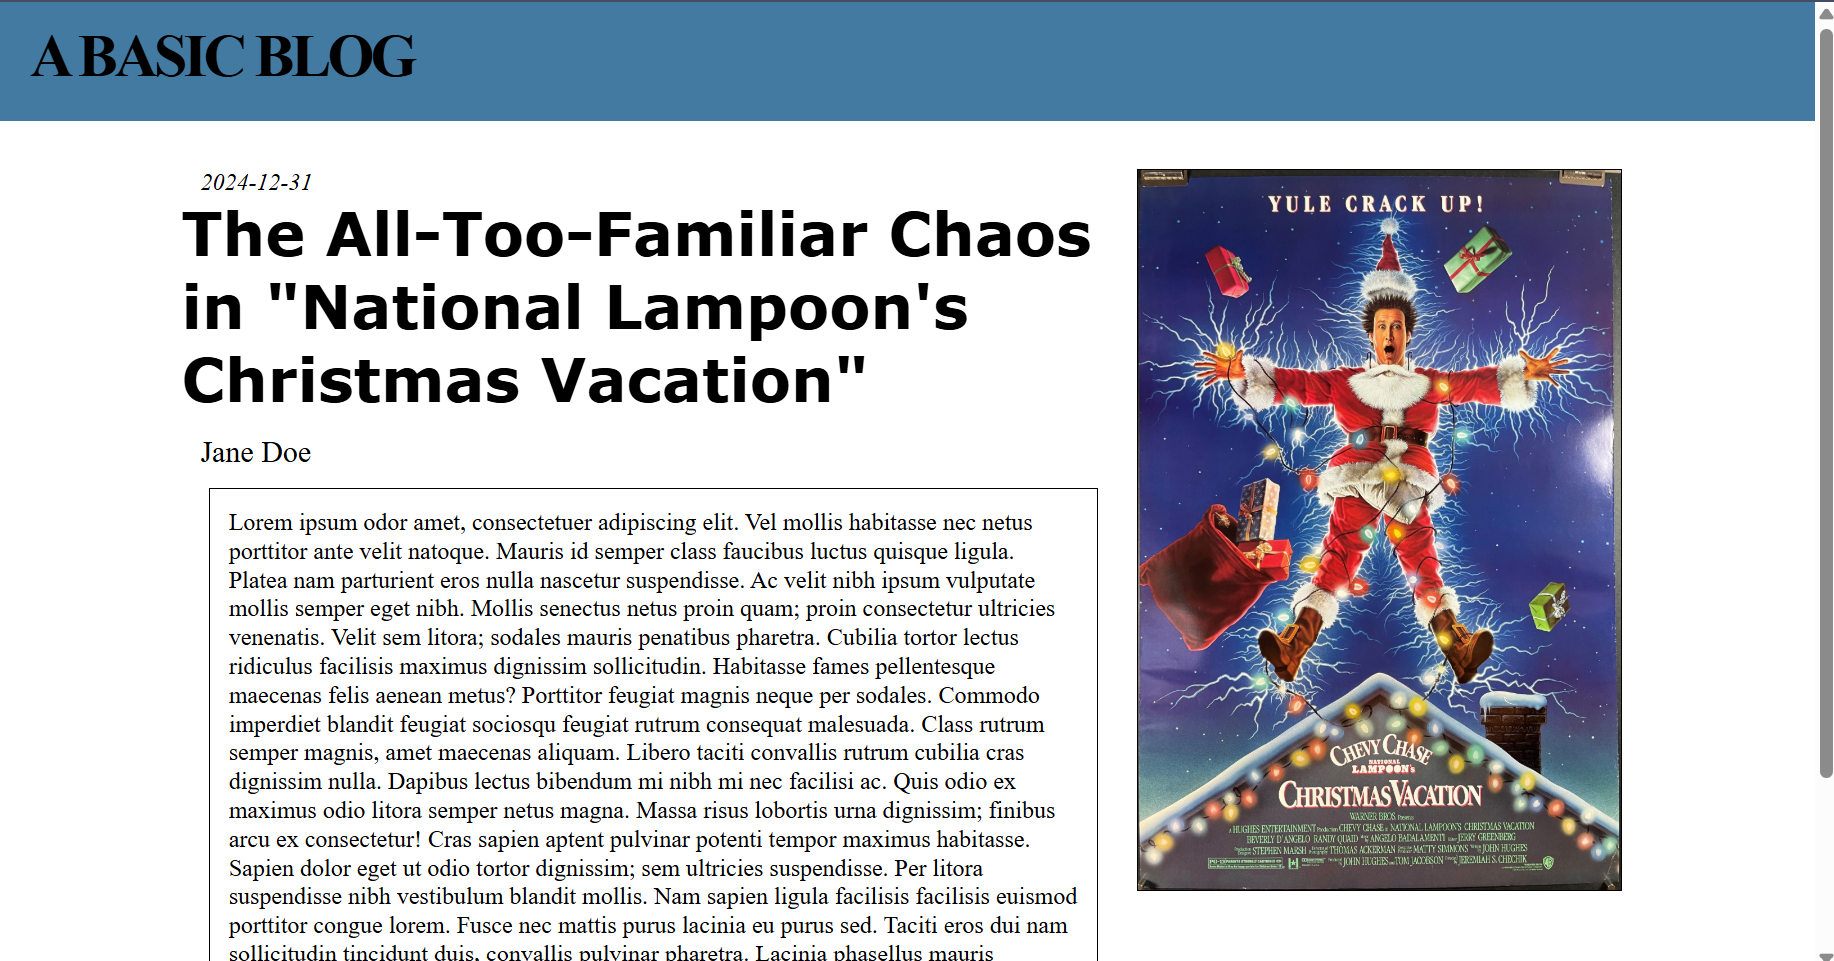 A BASIC BLOG
2024-12-31
The All-Too-Familiar Chaos
in "National Lampoon's
Christmas Vacation"
Jane Doe
Lorem ipsum odor amet, consectetuer adipiscing elit. Vel mollis habitasse nec netus
porttitor ante velit natoque. Mauris id semper class faucibus luctus quisque ligula.
Platea nam parturient eros nulla nascetur suspendisse. Ac velit nibh ipsum vulputate
mollis semper eget nibh. Mollis senectus netus proin quam; proin consectetur ultricies
venenatis. Velit sem litora; sodales mauris penatibus pharetra. Cubilia tortor lectus
ridiculus facilisis maximus dignissim sollicitudin. Habitasse fames pellentesque
maecenas felis aenean metus? Porttitor feugiat magnis neque per sodales. Commodo
imperdiet blandit feugiat sociosqu feugiat rutrum consequat malesuada. Class rutrum
semper magnis, amet maecenas aliquam. Libero taciti convallis rutrum cubilia cras
dignissim nulla. Dapibus lectus bibendum mi nibh mi nec facilisi ac. Quis odio ex
maximus odio litora semper netus magna. Massa risus lobortis urna dignissim; finibus
arcu ex consectetur! Cras sapien aptent pulvinar potenti tempor maximus habitasse.
Sapien dolor eget ut odio tortor dignissim; sem ultricies suspendisse. Per litora
suspendisse nibh vestibulum blandit mollis. Nam sapien ligula facilisis facilisis euismod
porttitor congue lorem. Fusce nec mattis purus lacinia eu purus sed. Taciti eros dui nam
sollicitudin tincidunt duis, convallis pulvinar pharetra. Lacinia phasellus mauris
YULE CRACK UP!
CHEVY CHASE
NATIONAL
LAMPOON'S
CHRISTMAS VACATION
WARNER BROS. Presents
A HUGHES ENTERTAINMENT Production CHEVY CHASE NATIONAL LAMPOON'S CHRISTMAS VACATION
BEVERLY D'ANGELO RANDY QUAID ANGELO BADALAMENTI JERRY GREENBERG
STEPHEN MARSH THOMAS ACKERMAN MATTY SIMMONS JOHN HUGHES
JOHN HUGHES AND TOM JACOBSON JEREMIAH S. CHECHIK